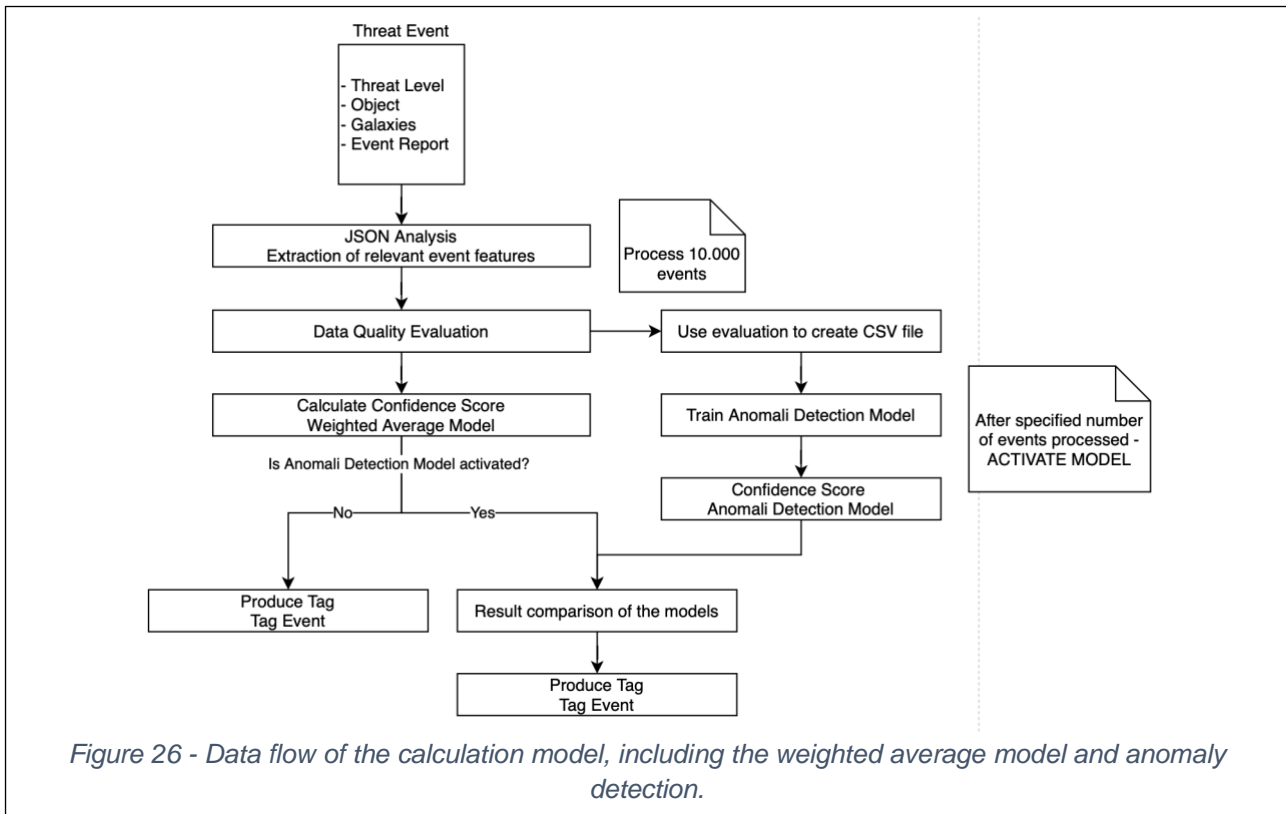 Threat Event
- Threat Level
- Object
- Galaxies
- Event Report
JSON Analysis
Extraction of relevant event features
Process 10.000
events
Data Quality Evaluation
Use evaluation to create CSV file
Calculate Confidence Score
Weighted Average Model
Train Anomali Detection Model
After specified number
of events processed -
ACTIVATE MODEL
Is Anomali Detection Model activated?
Confidence Score
Anomali Detection Model
No
Yes
Produce Tag
Tag Event
Result comparison of the models
Produce Tag
Tag Event
Figure 26 - Data flow of the calculation model, including the weighted average model and anomaly
detection.